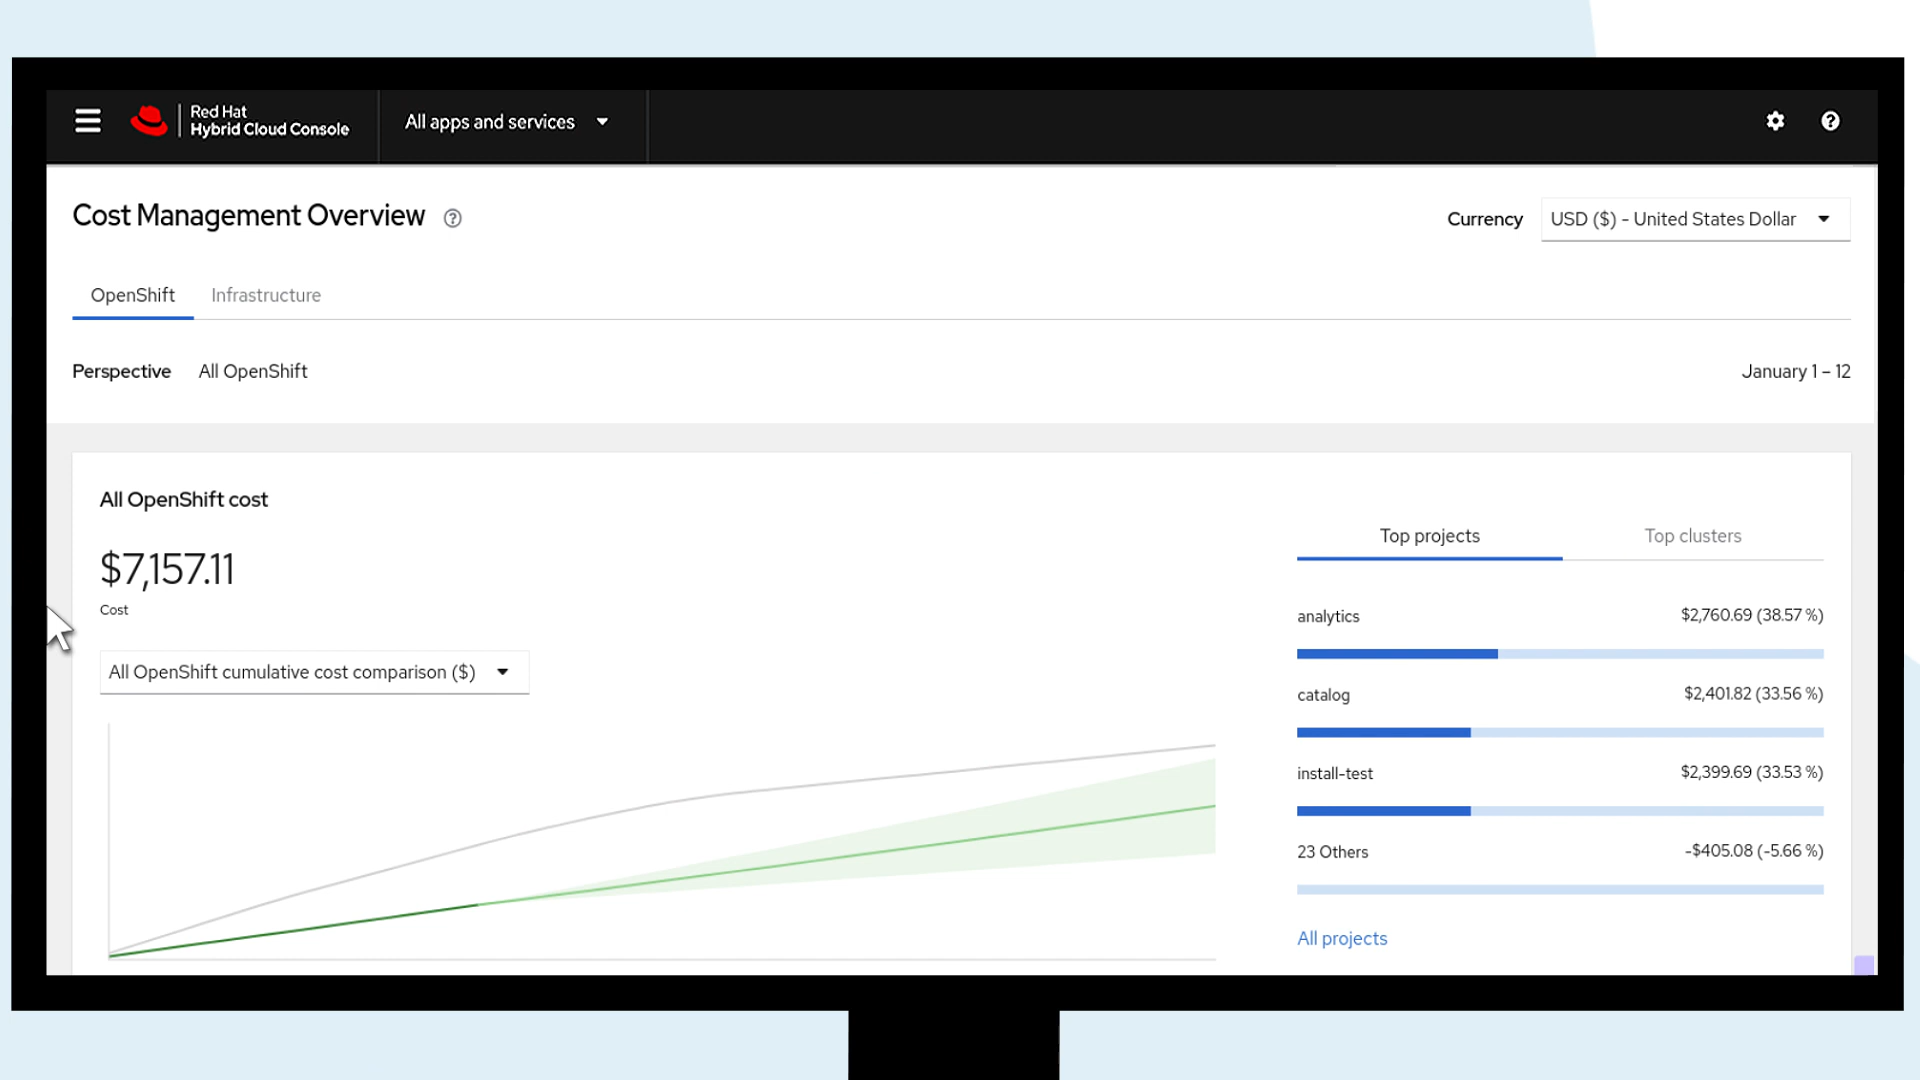 Red Hat
Hybrid Cloud Console
All apps and services
Cost Management Overview
Currency
USD ($) - United States Dollar
OpenShift
Infrastructure
Perspective
All OpenShift
January 1 – 12
All OpenShift cost
$7,157.11
Cost
All OpenShift cumulative cost comparison ($)
Top projects
Top clusters
analytics
$2,760.69 (38.57 %)
catalog
$2,401.82 (33.56 %)
install-test
$2,399.69 (33.53 %)
23 Others
-$405.08 (-5.66 %)
All projects